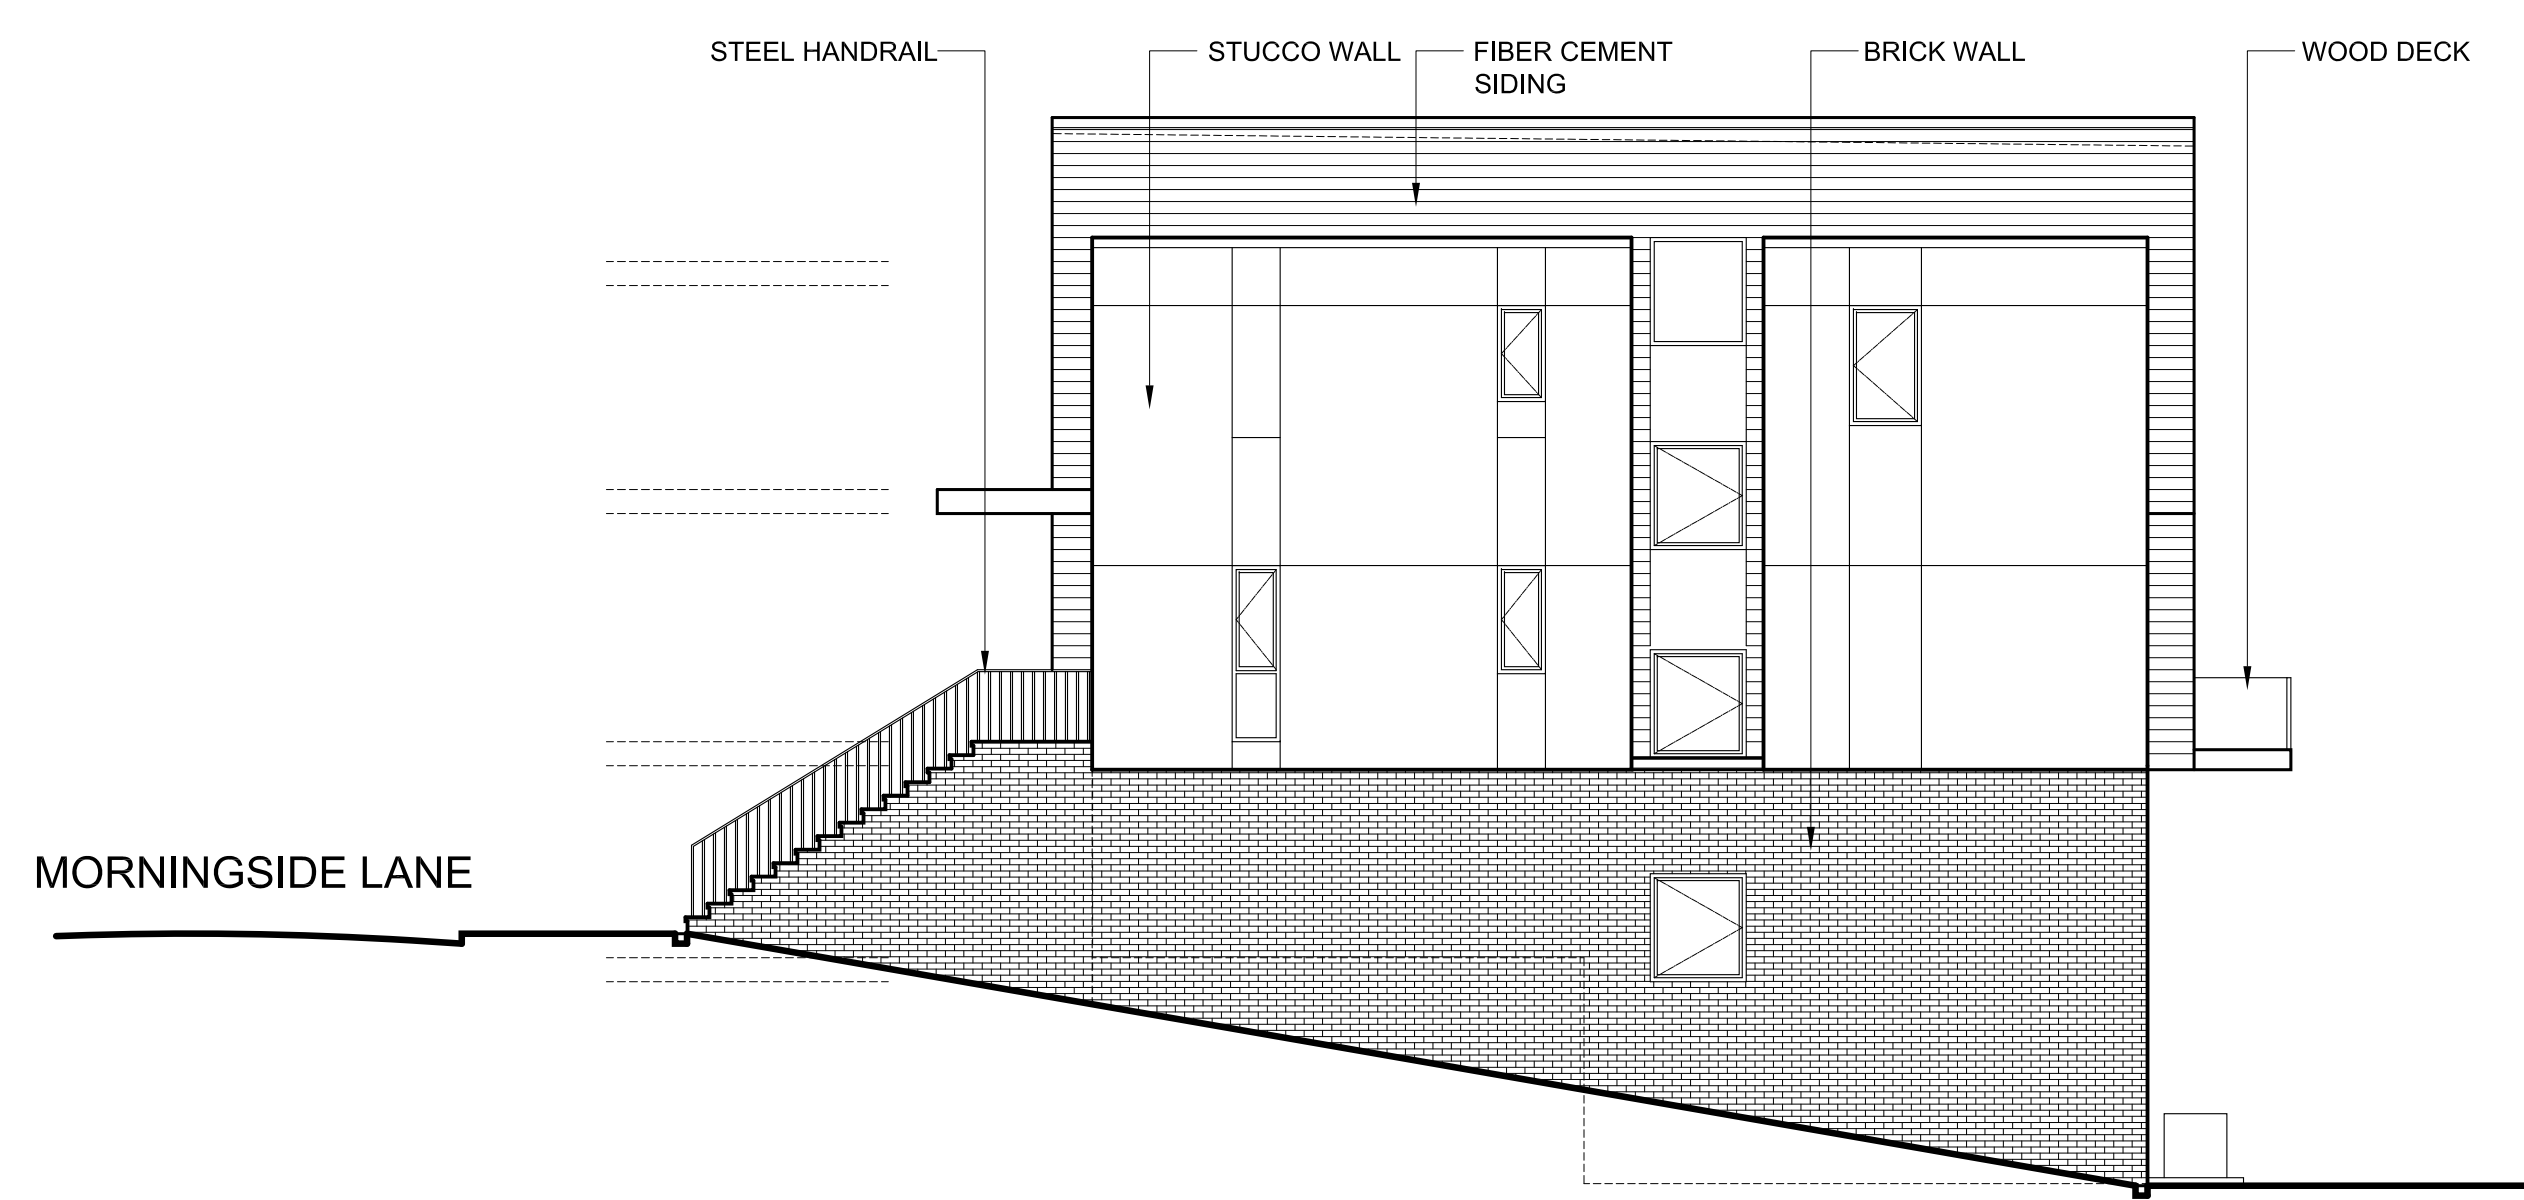 STEEL HANDRAIL
STUCCO WALL
FIBER CEMENT
SIDING
BRICK WALL
WOOD DECK
MORNINGSIDE LANE